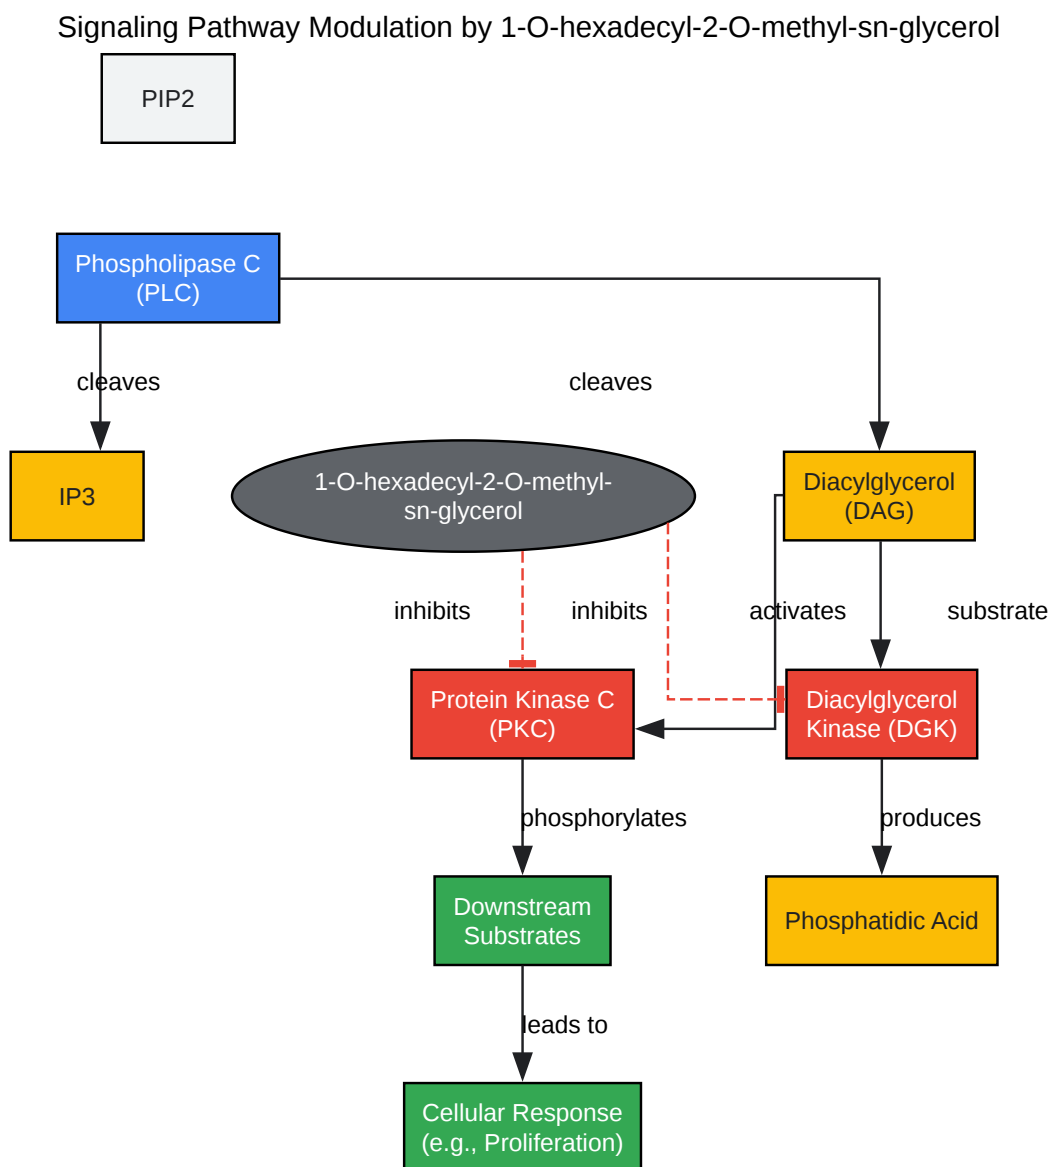 Signaling Pathway Modulation by 1-O-hexadecyl-2-O-methyl-sn-glycerol
PIP2
Phospholipase C
(PLC)
cleaves
cleaves
IP3
1-O-hexadecyl-2-O-methyl-
sn-glycerol
Diacylglycerol
(DAG)
inhibits
inhibits
activates
substrate
Protein Kinase C
(PKC)
Diacylglycerol
Kinase (DGK)
phosphorylates
produces
Downstream
Substrates
Phosphatidic Acid
leads to
Cellular Response
(e.g., Proliferation)